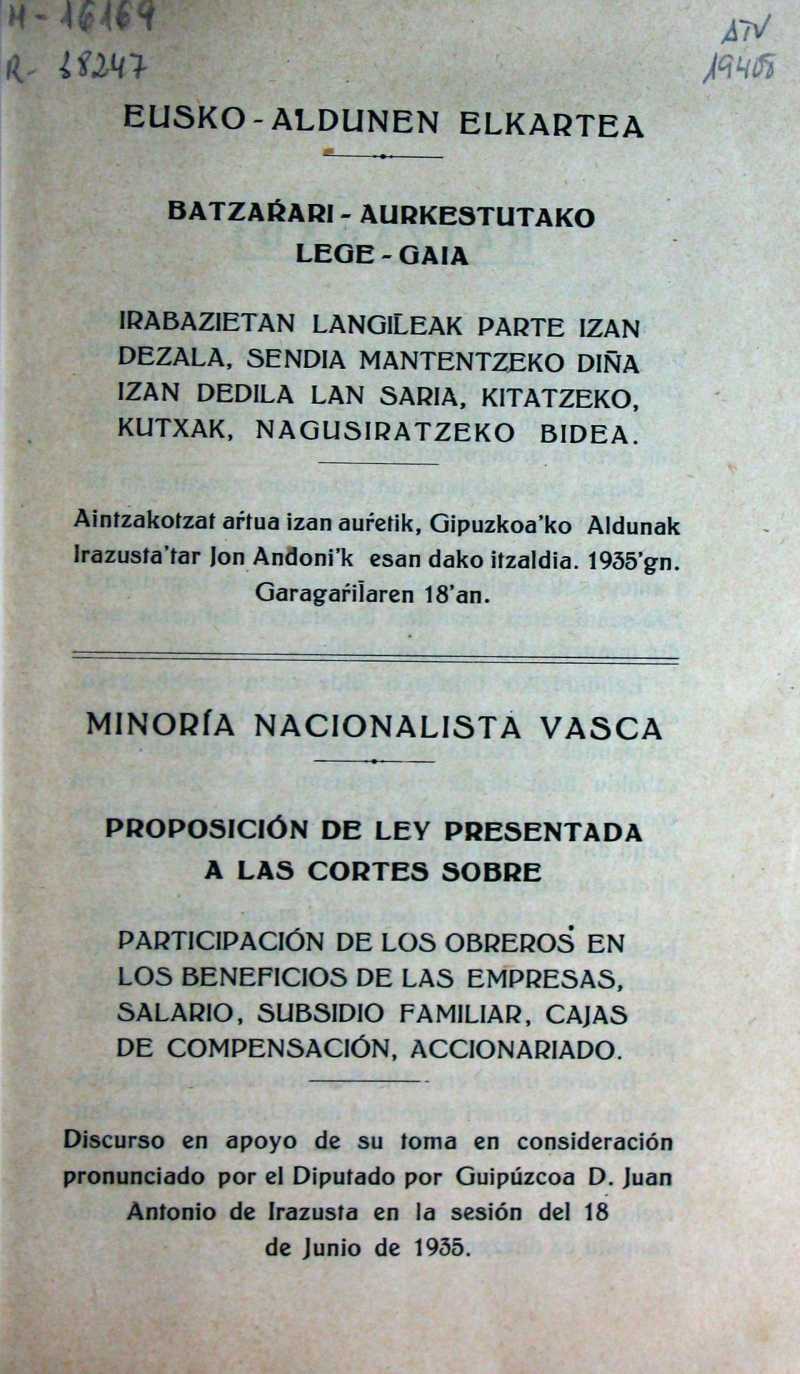 M-16169
R-28247
ATV
19405
EUSKO-ALDUNEN ELKARTEA
BATZAŔARI-AURKESTUTAKO
LEGE-GAIA
IRABAZIETAN LANGILEAK PARTE IZAN
DEZALA, SENDIA MANTENTZEKO DIÑA
IZAN DEDILA LAN SARIA, KITATZEKO,
KUTXAK, NAGUSIRATZEKO BIDEA.
Aintzakotzat aŕtua izan auŕetik, Gipuzkoa'ko Aldunak
Irazusta'tar Jon Andoni'k esan dako itzaldia. 1935'gn.
Garagaŕilaren 18'an.
MINORÍA NACIONALISTA VASCA
PROPOSICIÓN DE LEY PRESENTADA
A LAS CORTES SOBRE
PARTICIPACIÓN DE LOS OBREROS EN
LOS BENEFICIOS DE LAS EMPRESAS,
SALARIO, SUBSIDIO FAMILIAR, CAJAS
DE COMPENSACIÓN, ACCIONARIADO.
Discurso en apoyo de su toma en consideración
pronunciado por el Diputado por Guipúzcoa D. Juan
Antonio de Irazusta en la sesión del 18
de Junio de 1935.